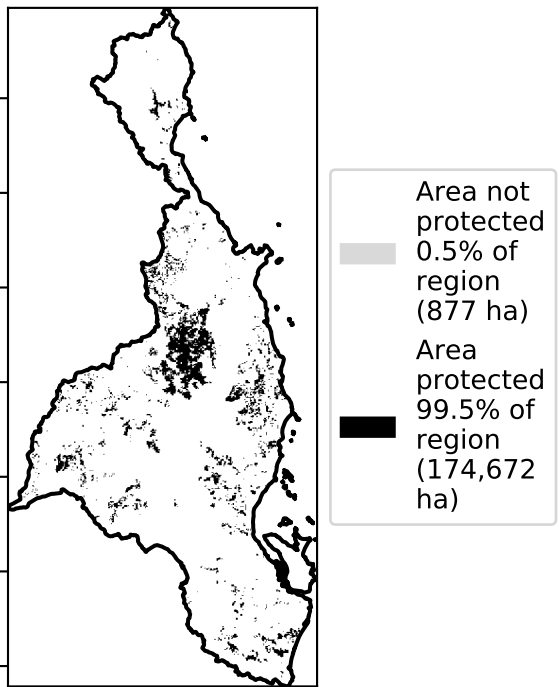 Area not
protected
0.5% of
region
(877 ha)
Area
protected
99.5% of
region
(174,672
ha)